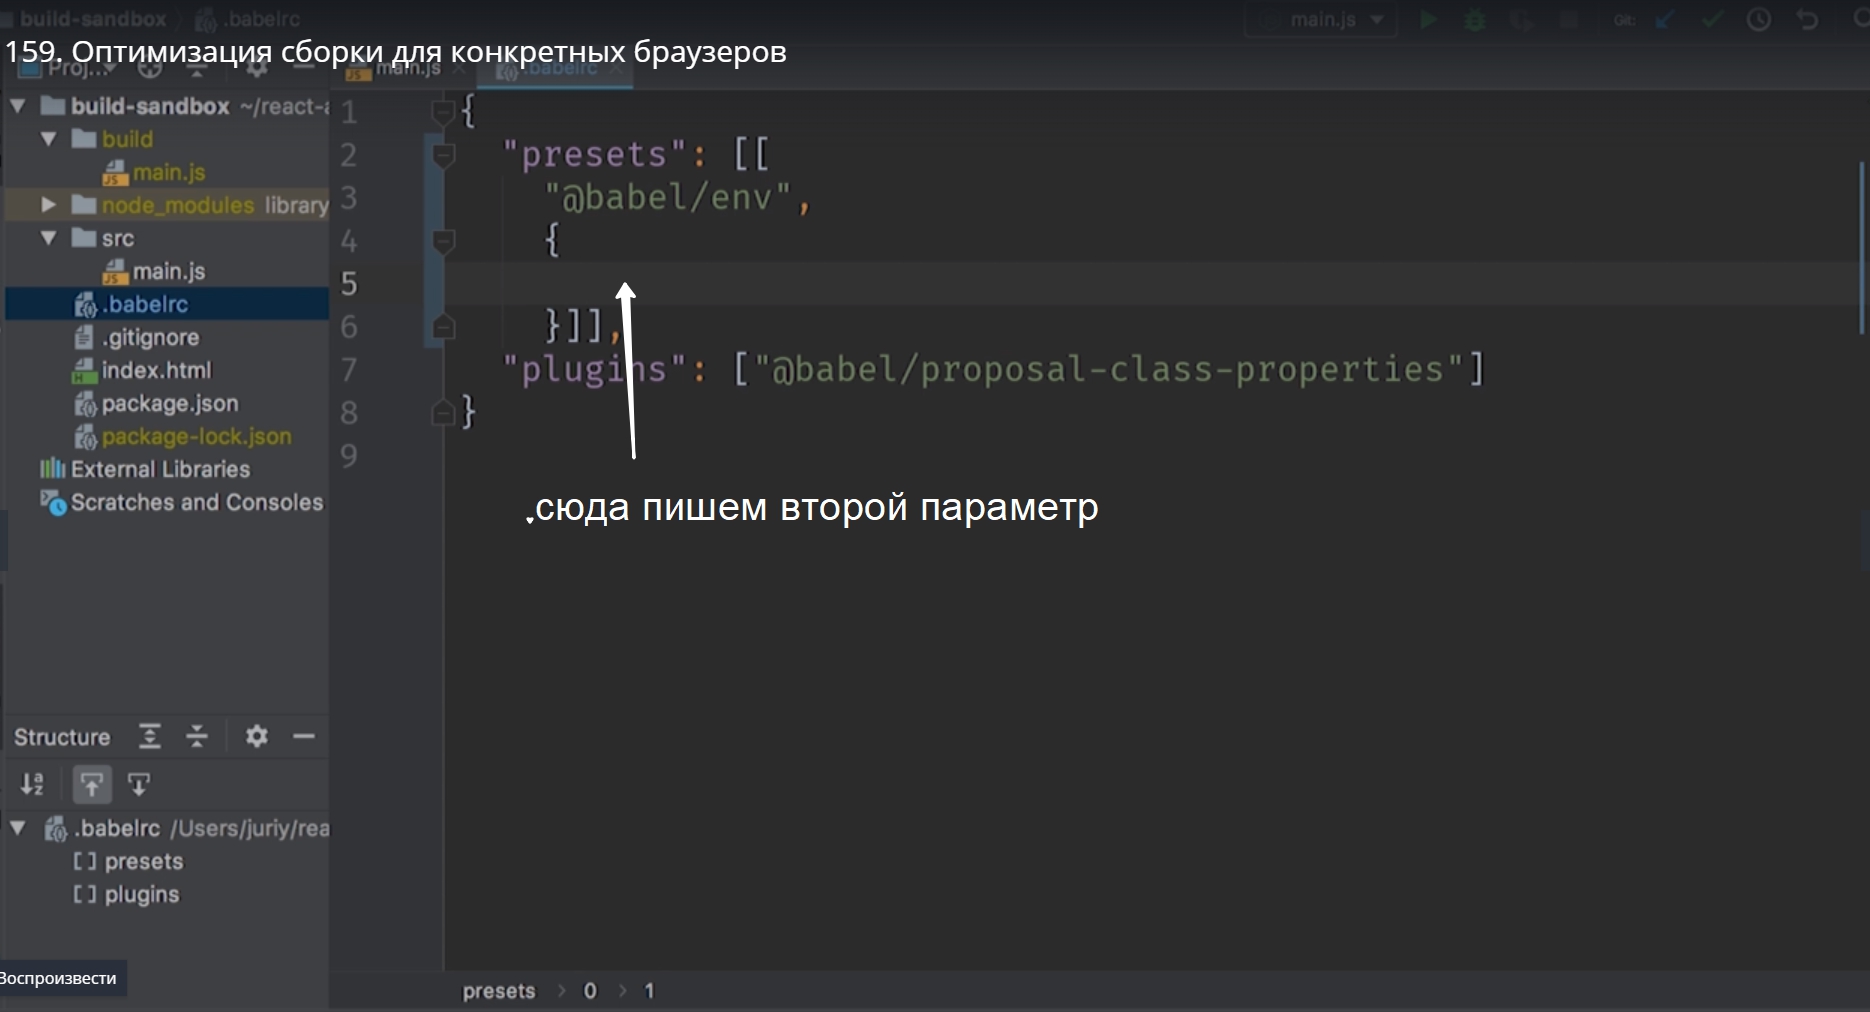 build-sandbox .babelrc
main.js Git:
159. Оптимизация сборки для конкретных браузеров
Proj... main.js .babelrc
build-sandbox ~/react-a
build
main.js
node_modules library
src
main.js
.babelrc
.gitignore
index.html
package.json
package-lock.json
External Libraries
Scratches and Consoles
1 {
2 "presets": [[
3 "@babel/env",
4 {
5
6 }]],
7 "plugins": ["@babel/proposal-class-properties"]
8 }
9
.сюда пишем второй параметр
Structure
.babelrc /Users/juriy/rea
[] presets
[] plugins
Воспроизвести
presets > 0 > 1